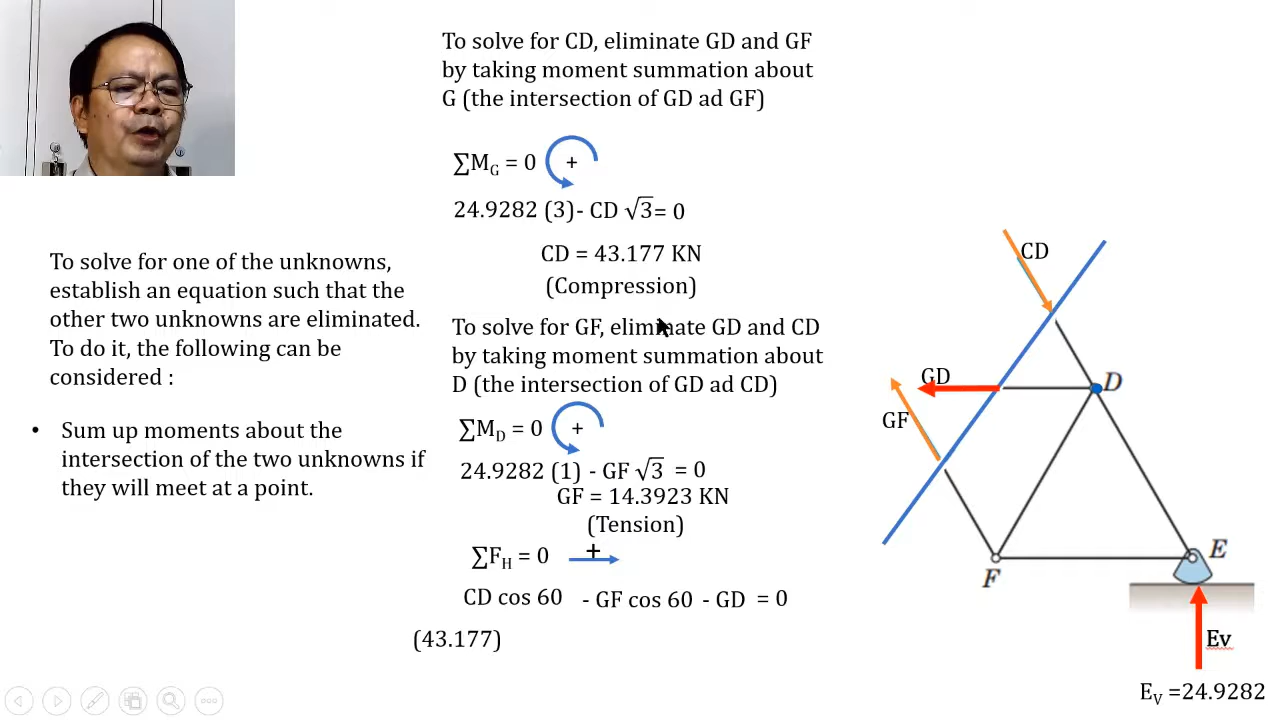 To solve for CD, eliminate GD and GF
by taking moment summation about
G (the intersection of GD ad GF)
∑M_G = 0 +
24.9282 (3)- CD √3= 0
CD = 43.177 KN
(Compression)
To solve for one of the unknowns,
establish an equation such that the
other two unknowns are eliminated.
To do it, the following can be
considered :
• Sum up moments about the
intersection of the two unknowns if
they will meet at a point.
To solve for GF, eliminate GD and CD
by taking moment summation about
D (the intersection of GD ad CD)
∑M_D = 0 +
24.9282 (1) - GF √3 = 0
GF = 14.3923 KN
(Tension)
∑F_H = 0 +
CD cos 60 - GF cos 60 - GD = 0
(43.177)
CD
GD
D
GF
F
E
Ev
E_V =24.9282